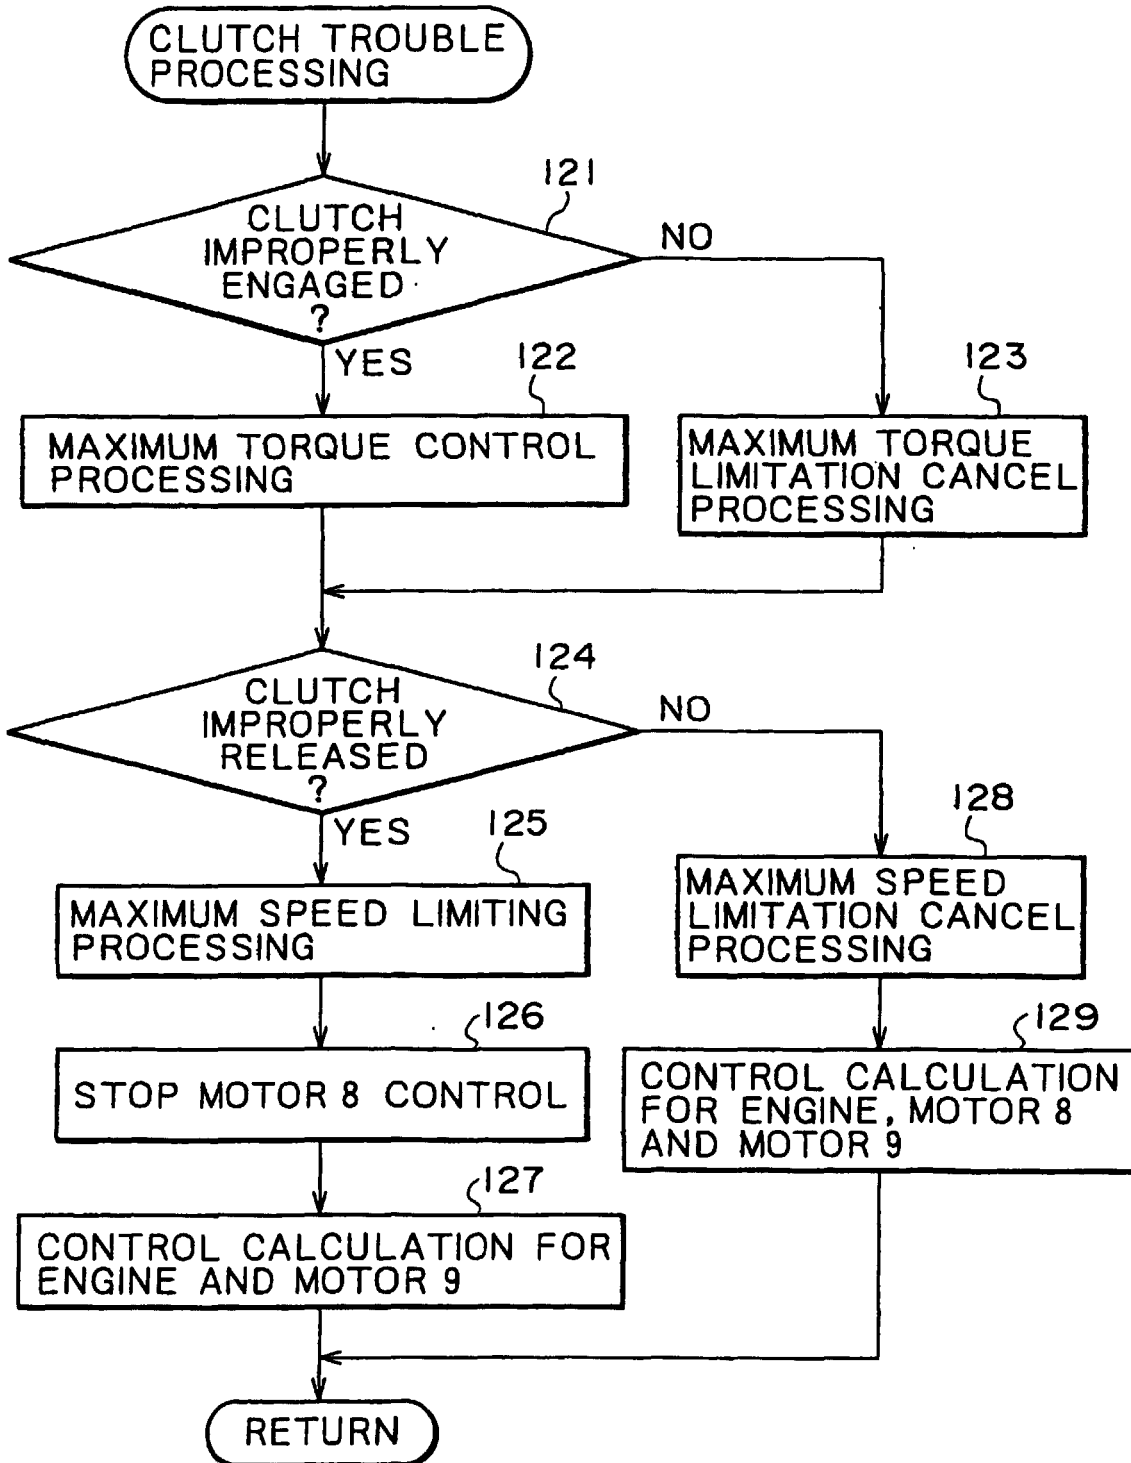 CLUTCH TROUBLE
PROCESSING
121
CLUTCH
IMPROPERLY
ENGAGED
?
NO
YES
122
MAXIMUM TORQUE CONTROL
PROCESSING
123
MAXIMUM TORQUE
LIMITATION CANCEL
PROCESSING
124
CLUTCH
IMPROPERLY
RELEASED
?
NO
YES
125
MAXIMUM SPEED LIMITING
PROCESSING
128
MAXIMUM SPEED
LIMITATION CANCEL
PROCESSING
126
STOP MOTOR 8 CONTROL
129
CONTROL CALCULATION
FOR ENGINE, MOTOR 8
AND MOTOR 9
127
CONTROL CALCULATION FOR
ENGINE AND MOTOR 9
RETURN